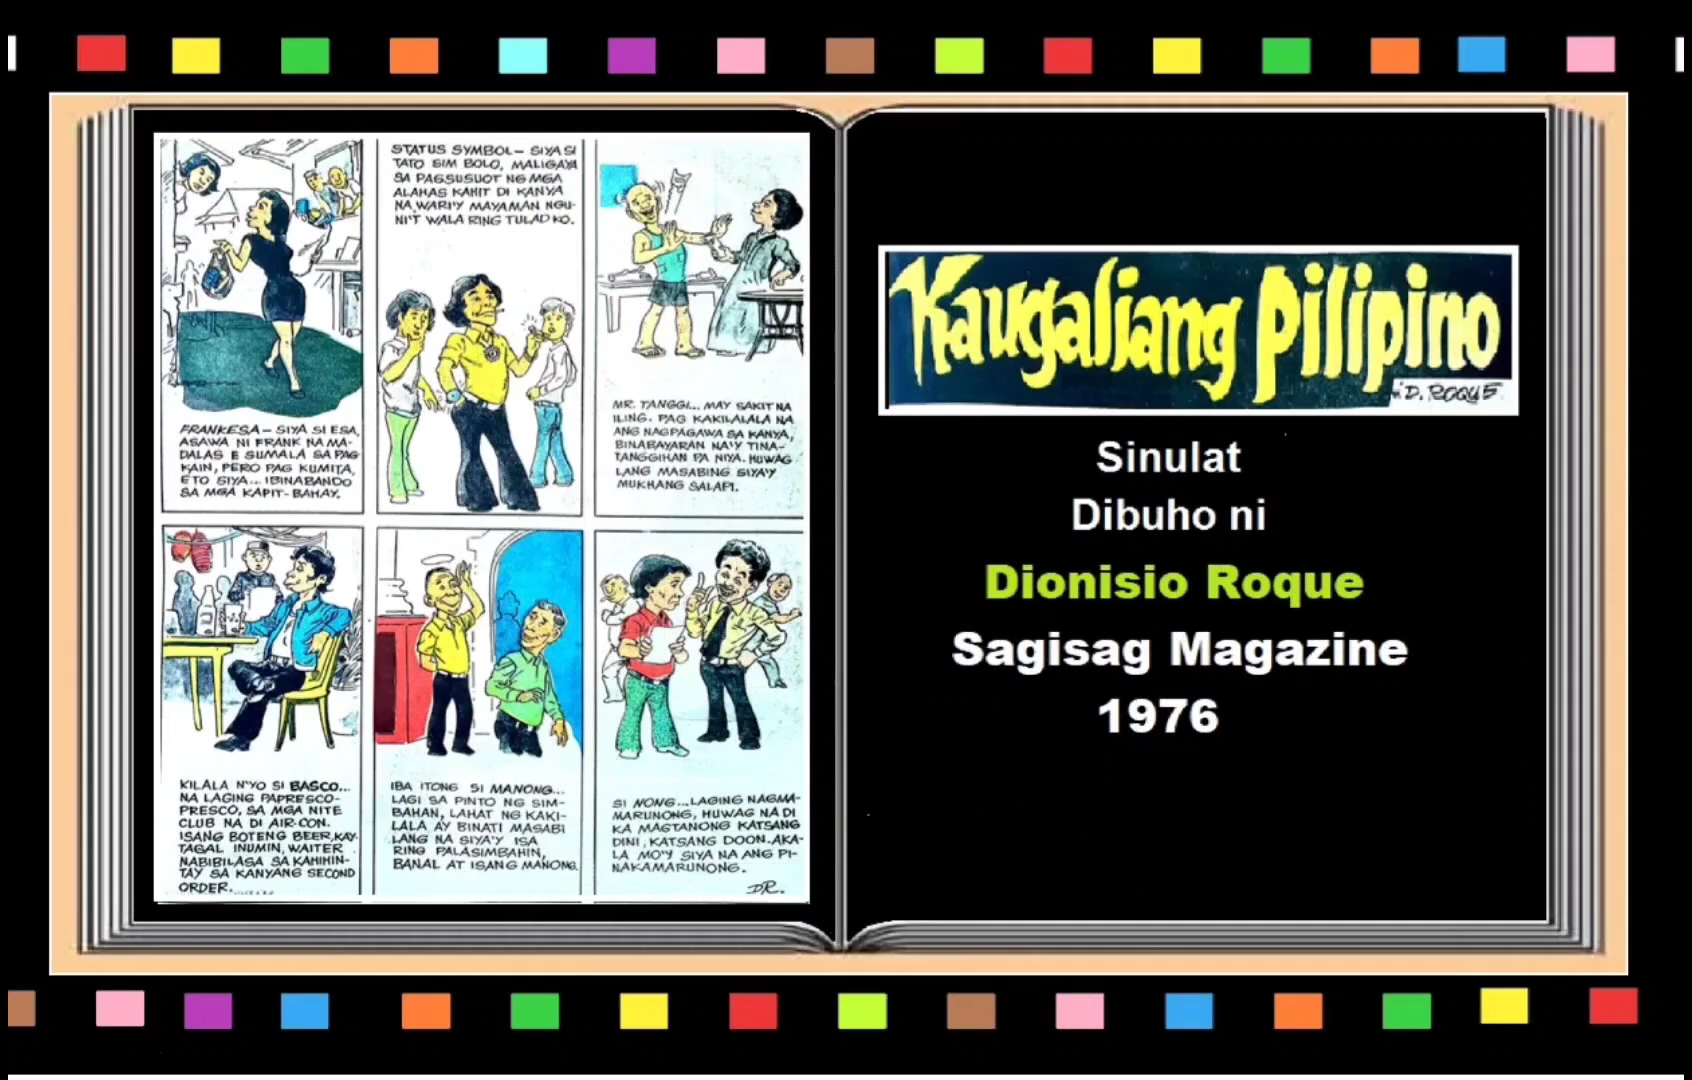 FRANKESA - SIYA SI ESA,
ASAWA NI FRANK NA MA-
DALAS E SUMALA SA PAG
KAIN, PERO PAG KUMITA,
ETO SIYA... IBINABANDO
SA MGA KAPIT-BAHAY.
STATUS SYMBOL - SIYA SI
TATO SIM BOLO, MALIGAYA
SA PAGSUSUOT NG MGA
ALAHAS KAHIT DI KANYA
NA, WARI'Y MAYAMAN NGU-
NI'T WALA RING TULAD KO.
MR. TANGGI... MAY SAKIT NA
ILING. PAG KAKILALALA NA
ANG NAGPAGAWA SA KANYA,
BINABAYARAN NA'Y TINA-
TANGGIHAN PA NIYA. HUWAG
LANG MASABING SIYA'Y
MUKHANG SALAPI.
KILALA N'YO SI BASCO...
NA LAGING PAPRESCO-
PRESCO, SA MGA NITE
CLUB NA DI AIR-CON.
ISANG BOTENG BEER, KAY
TAGAL INUMIN, WAITER
NABIBILASA SA KAHIHIN-
TAY SA KANYANG SECOND
ORDER.
IBA ITONG SI MANONG...
LAGI SA PINTO NG SIM-
BAHAN, LAHAT NG KAKI-
LALA AY BINATI MASABI
LANG NA SIYA'Y ISA
RING PALASIMBAHIN,
BANAL AT ISANG MANONG.
SI NONG... LAGING NAGMA-
MARUNONG, HUWAG NA DI
KA MAGTANONG KATSANG
DINI, KATSANG DOON. AKA-
LA MO'Y SIYA NA ANG PI-
NAKAMARUNONG.
DR.
Kaugaliang Pilipino
ni D. ROQUE
Sinulat
Dibuho ni
Dionisio Roque
Sagisag Magazine
1976